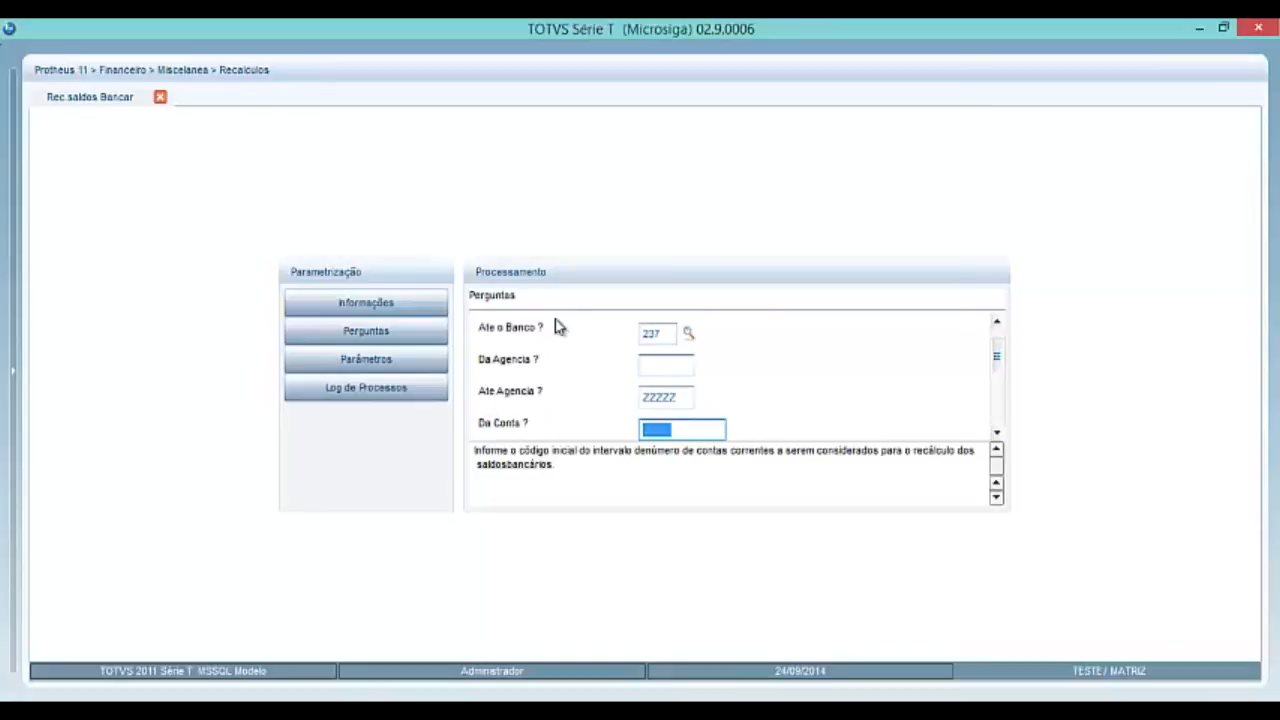 TOTVS Série T (Microsiga) 02.9.0006
Protheus 11 > Financeiro > Miscelanea > Recalculos
Rec.saldos Bancar
Parametrização
Processamento
Informações
Perguntas
Perguntas
Parâmetros
Log de Processos
Ate o Banco ?
237
Da Agencia ?
Ate Agencia ?
ZZZZZ
Da Conta ?
Informe o código inicial do intervalo denúmero de contas correntes a serem considerados para o recálculo dos
saldosbancários.
TOTVS 2011 Série T MSSQL Modelo
Administrador
24/09/2014
TESTE / MATRIZ